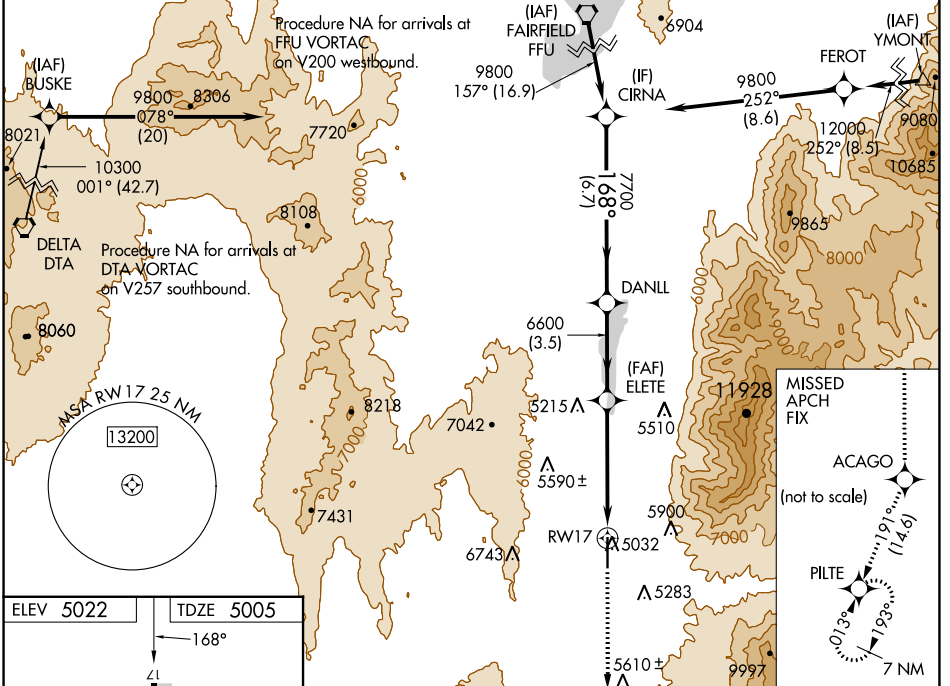 Procedure NA for arrivals at
FFU VORTAC
on V200 westbound.
(IAF)
FAIRFIELD
FFU
6904
(IAF)
YMONT
FEROT
(IAF)
BUSKE
9800
157° (16.9)
(IF)
CIRNA
9800
252°
(8.6)
9800
078°
(20)
8306
7720
12000
252° (8.5)
9080
10685
8021
10300
001° (42.7)
6000
7700
168°
(6.7)
8108
9865
DELTA
DTA
Procedure NA for arrivals at
DTA VORTAC
on V257 southbound.
8000
6000
DANLL
8060
6600
(3.5)
(FAF)
ELETE
MSA RW17 25 NM
13200
8218
7000
7042
5215
5510
11928
6000
5590±
7431
5900
7000
RW17
5032
6743
5283
5610±
9997
MISSED
APCH
FIX
ACAGO
(not to scale)
191°
(14.6)
PILTE
013°
193°
7 NM
ELEV 5022
TDZE 5005
168°
17